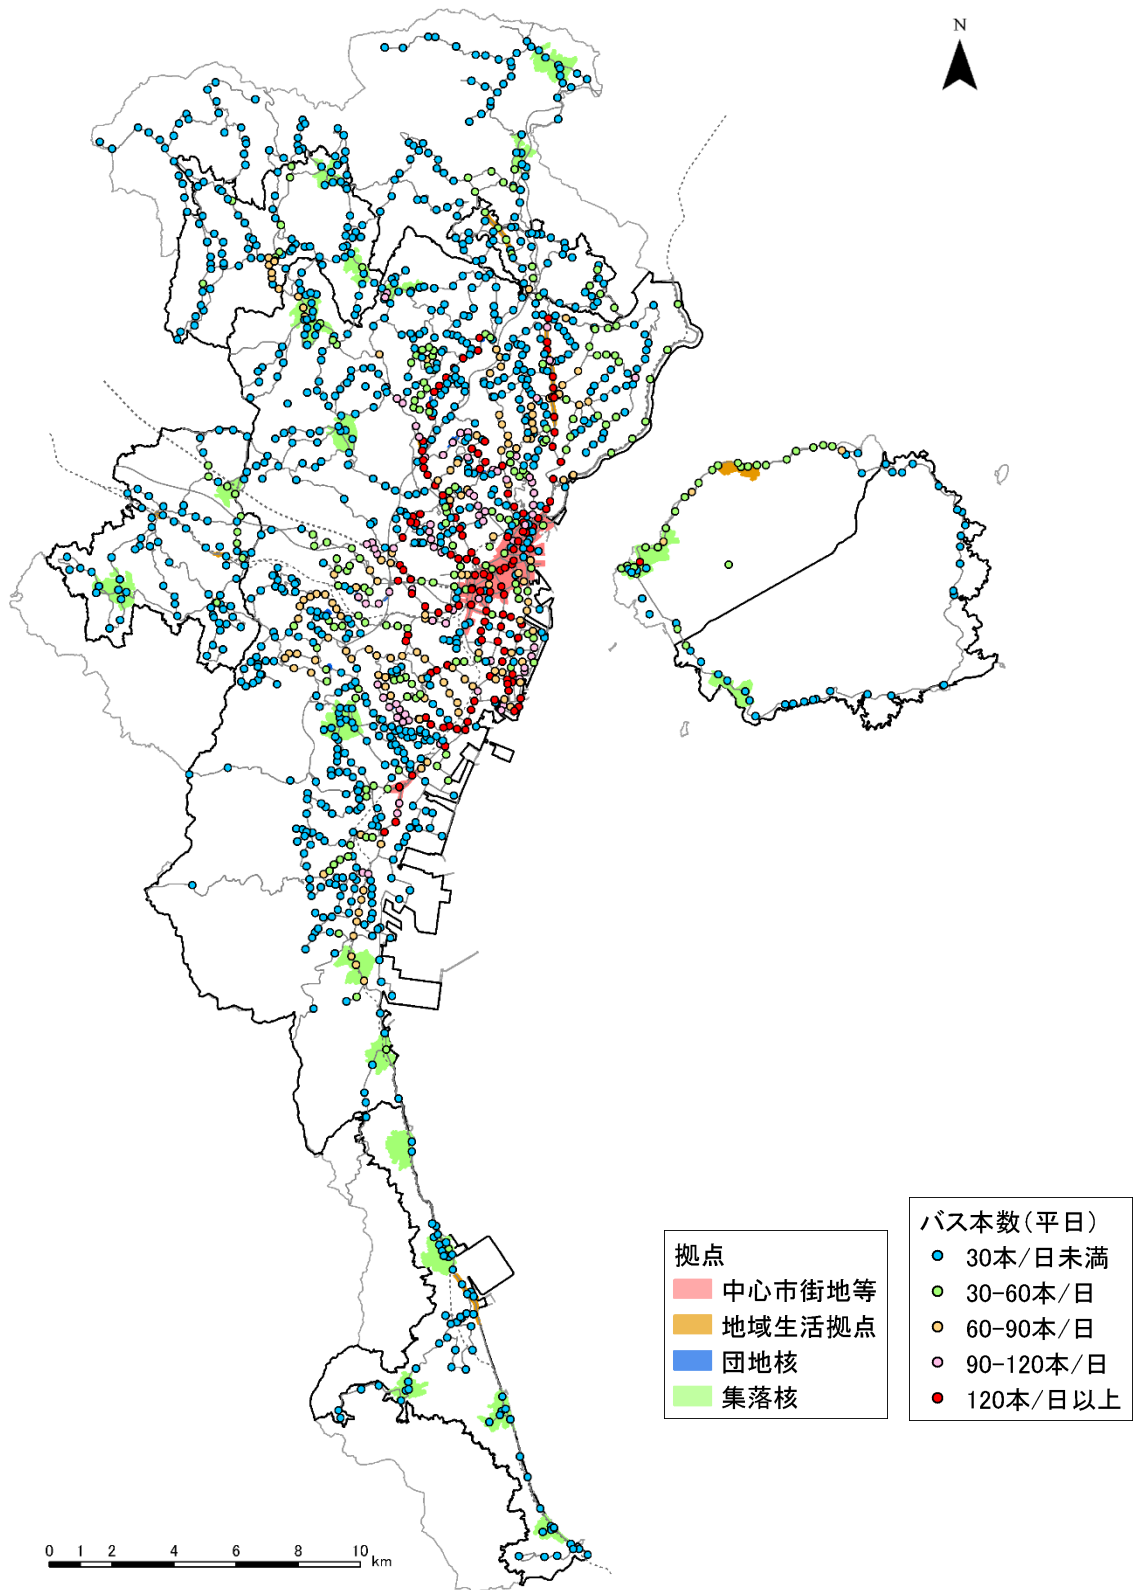 N
拠点
中心市街地等
地域生活拠点
団地核
集落核
バス本数(平日)
30本/日未満
30-60本/日
60-90本/日
90-120本/日
120本/日以上
0 1 2 4 6 8 10
km